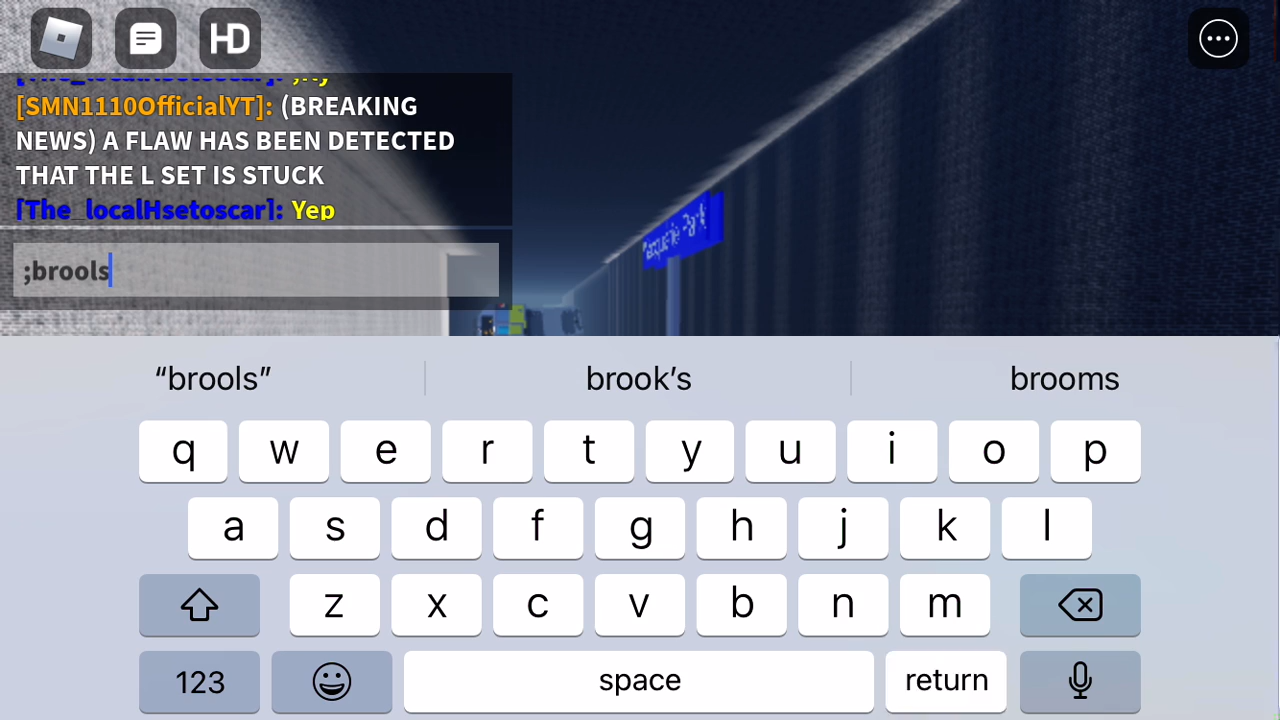 HD
[SMN1110OfficialYT]: (BREAKING
NEWS) A FLAW HAS BEEN DETECTED
THAT THE L SET IS STUCK
[The_localHsetoscar]: Yep
;brools
“brools” brook’s brooms
q w e r t y u i o p
a s d f g h j k l
z x c v b n m
123 space return